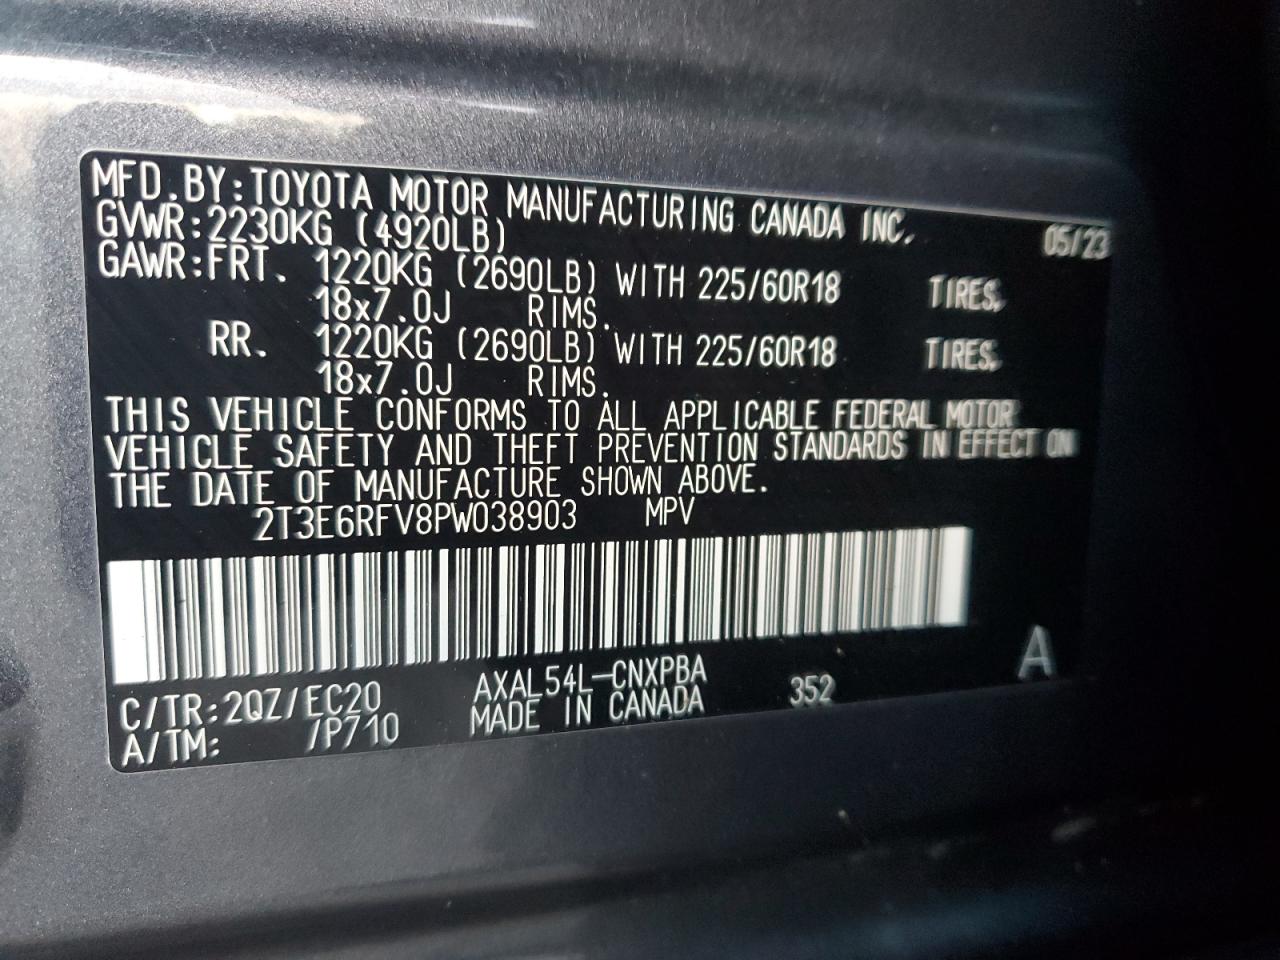 MFD.BY:TOYOTA MOTOR MANUFACTURING CANADA INC. 05/23
GVWR:2230KG (4920LB)
GAWR:FRT. 1220KG (2690LB) WITH 225/60R18 TIRES,
18x7.0J RIMS.
RR. 1220KG (2690LB) WITH 225/60R18 TIRES,
18x7.0J RIMS.
THIS VEHICLE CONFORMS TO ALL APPLICABLE FEDERAL MOTOR
VEHICLE SAFETY AND THEFT PREVENTION STANDARDS IN EFFECT ON
THE DATE OF MANUFACTURE SHOWN ABOVE.
2T3E6RFV8PW038903 MPV
C/TR:2QZ/EC20 AXAL54L-CNXPBA 352 A
A/TM: /P710 MADE IN CANADA